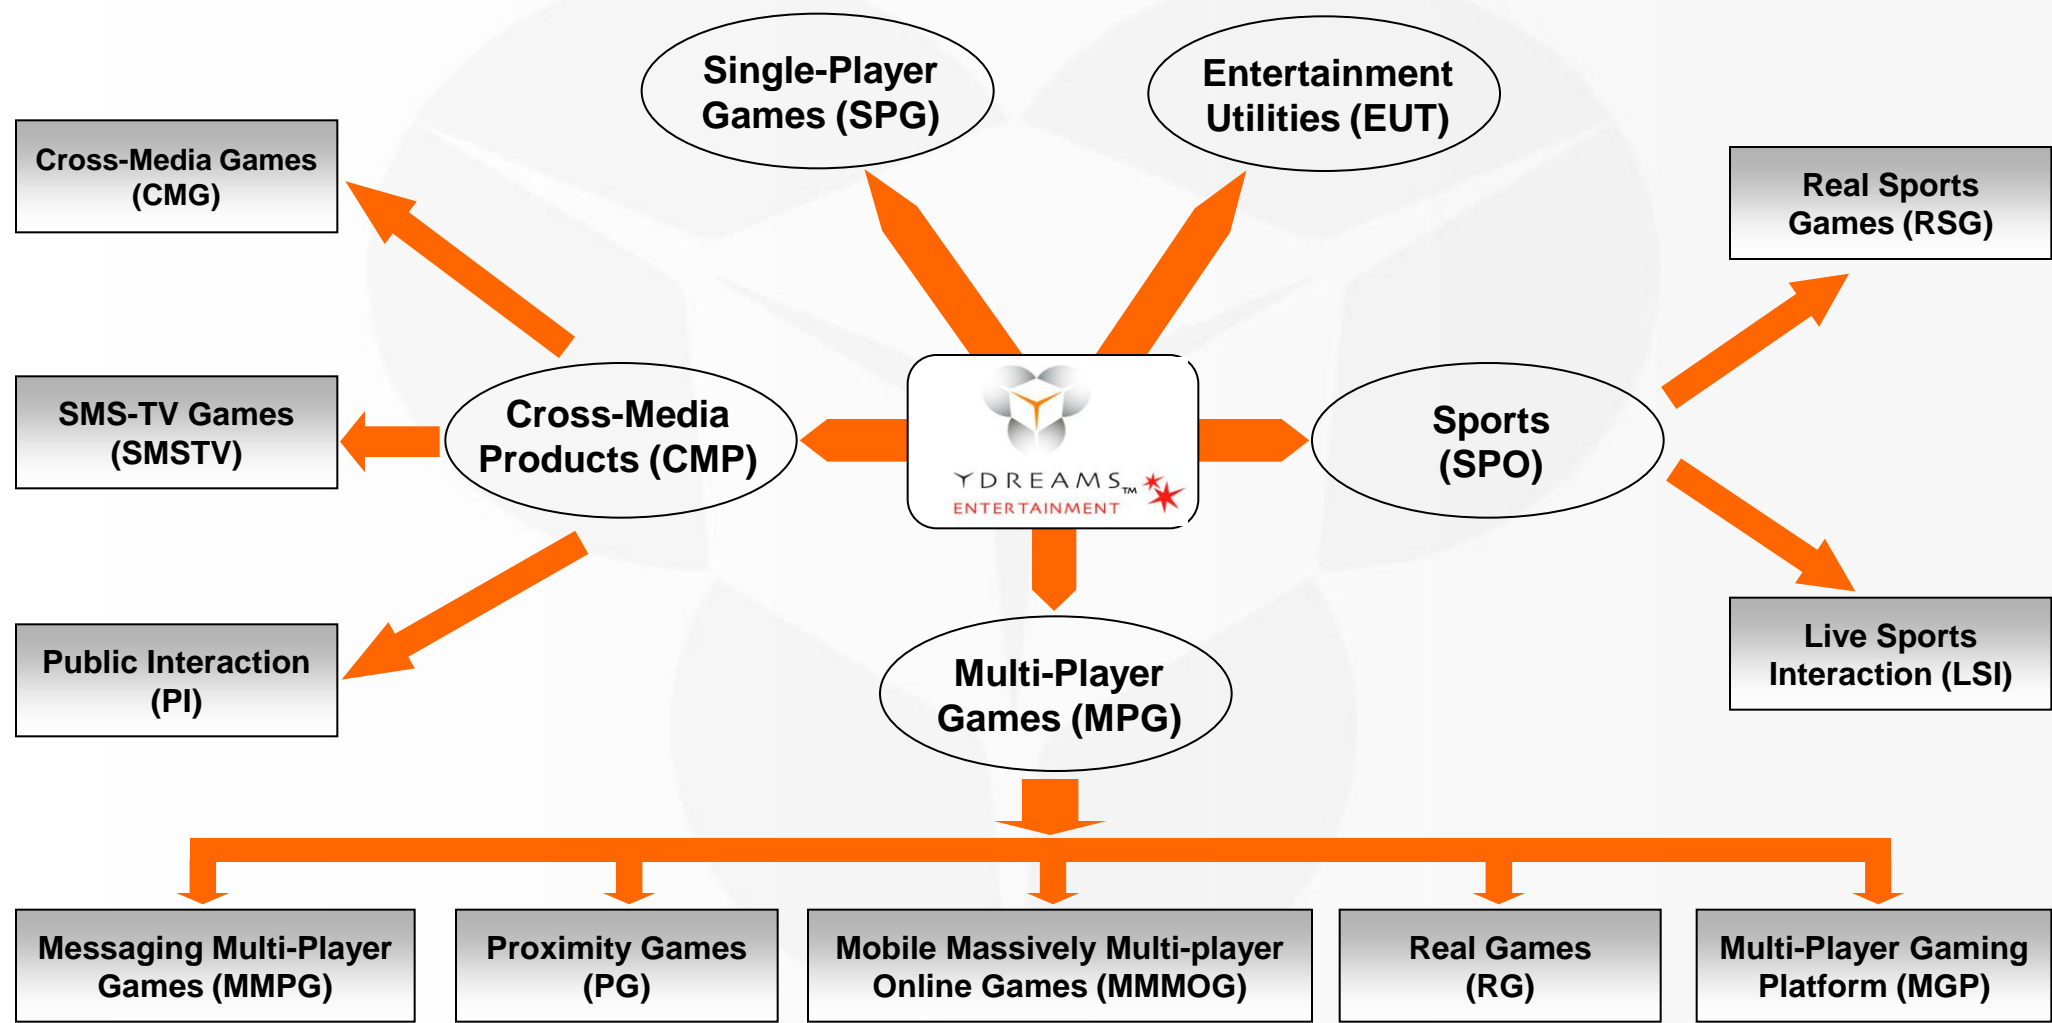 Single-Player
Games (SPG)
Entertainment
Utilities (EUT)
Cross-Media Games
(CMG)
Real Sports
Games (RSG)
SMS-TV Games
(SMSTV)
Cross-Media
Products (CMP)
YDREAMS™
ENTERTAINMENT
Sports
(SPO)
Public Interaction
(PI)
Multi-Player
Games (MPG)
Live Sports
Interaction (LSI)
Messaging Multi-Player
Games (MMPG)
Proximity Games
(PG)
Mobile Massively Multi-player
Online Games (MMMOG)
Real Games
(RG)
Multi-Player Gaming
Platform (MGP)